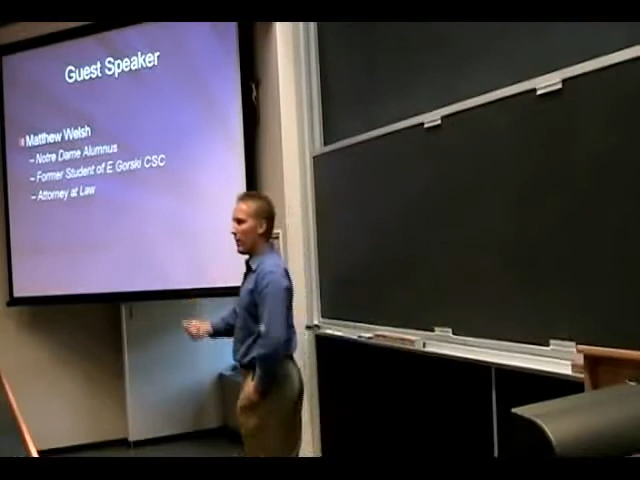 Guest Speaker
Matthew Welsh
– Notre Dame Alumnus
– Former Student of E Gorski CSC
– Attorney at Law